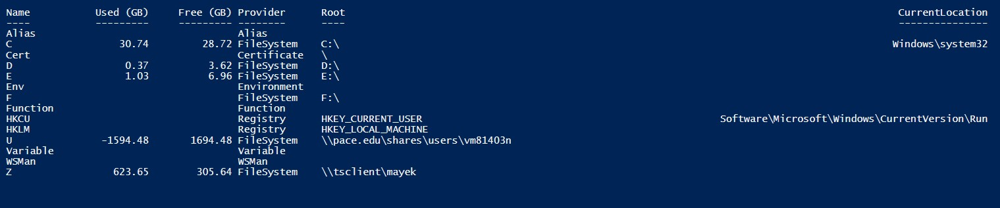 Name Used (GB) Free (GB) Provider Root CurrentLocation
---- --------- --------- -------- ---- ---------------
Alias Alias
C 30.74 28.72 FileSystem C:\ Windows\system32
Cert Certificate \
D 0.37 3.62 FileSystem D:\
E 1.03 6.96 FileSystem E:\
Env Environment
F FileSystem F:\
Function Function
HKCU Registry HKEY_CURRENT_USER Software\Microsoft\Windows\CurrentVersion\Run
HKLM Registry HKEY_LOCAL_MACHINE
U -1594.48 1694.48 FileSystem \\pace.edu\shares\users\vm81403n
Variable Variable
WSMan WSMan
Z 623.65 305.64 FileSystem \\tsclient\mayek